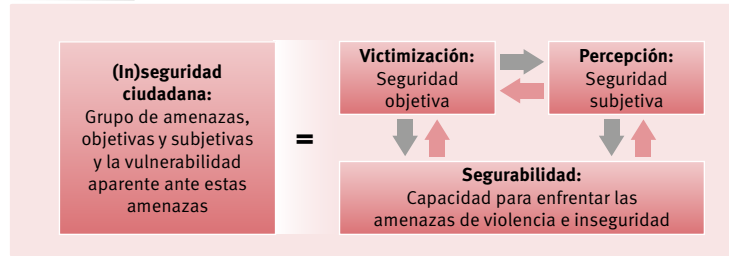 (In)seguridad
ciudadana:
Grupo de amenazas,
objetivas y subjetivas
y la vulnerabilidad
aparente ante estas
amenazas
=
Victimización:
Seguridad
objetiva
Percepción:
Seguridad
subjetiva
Segurabilidad:
Capacidad para enfrentar las
amenazas de violencia e inseguridad